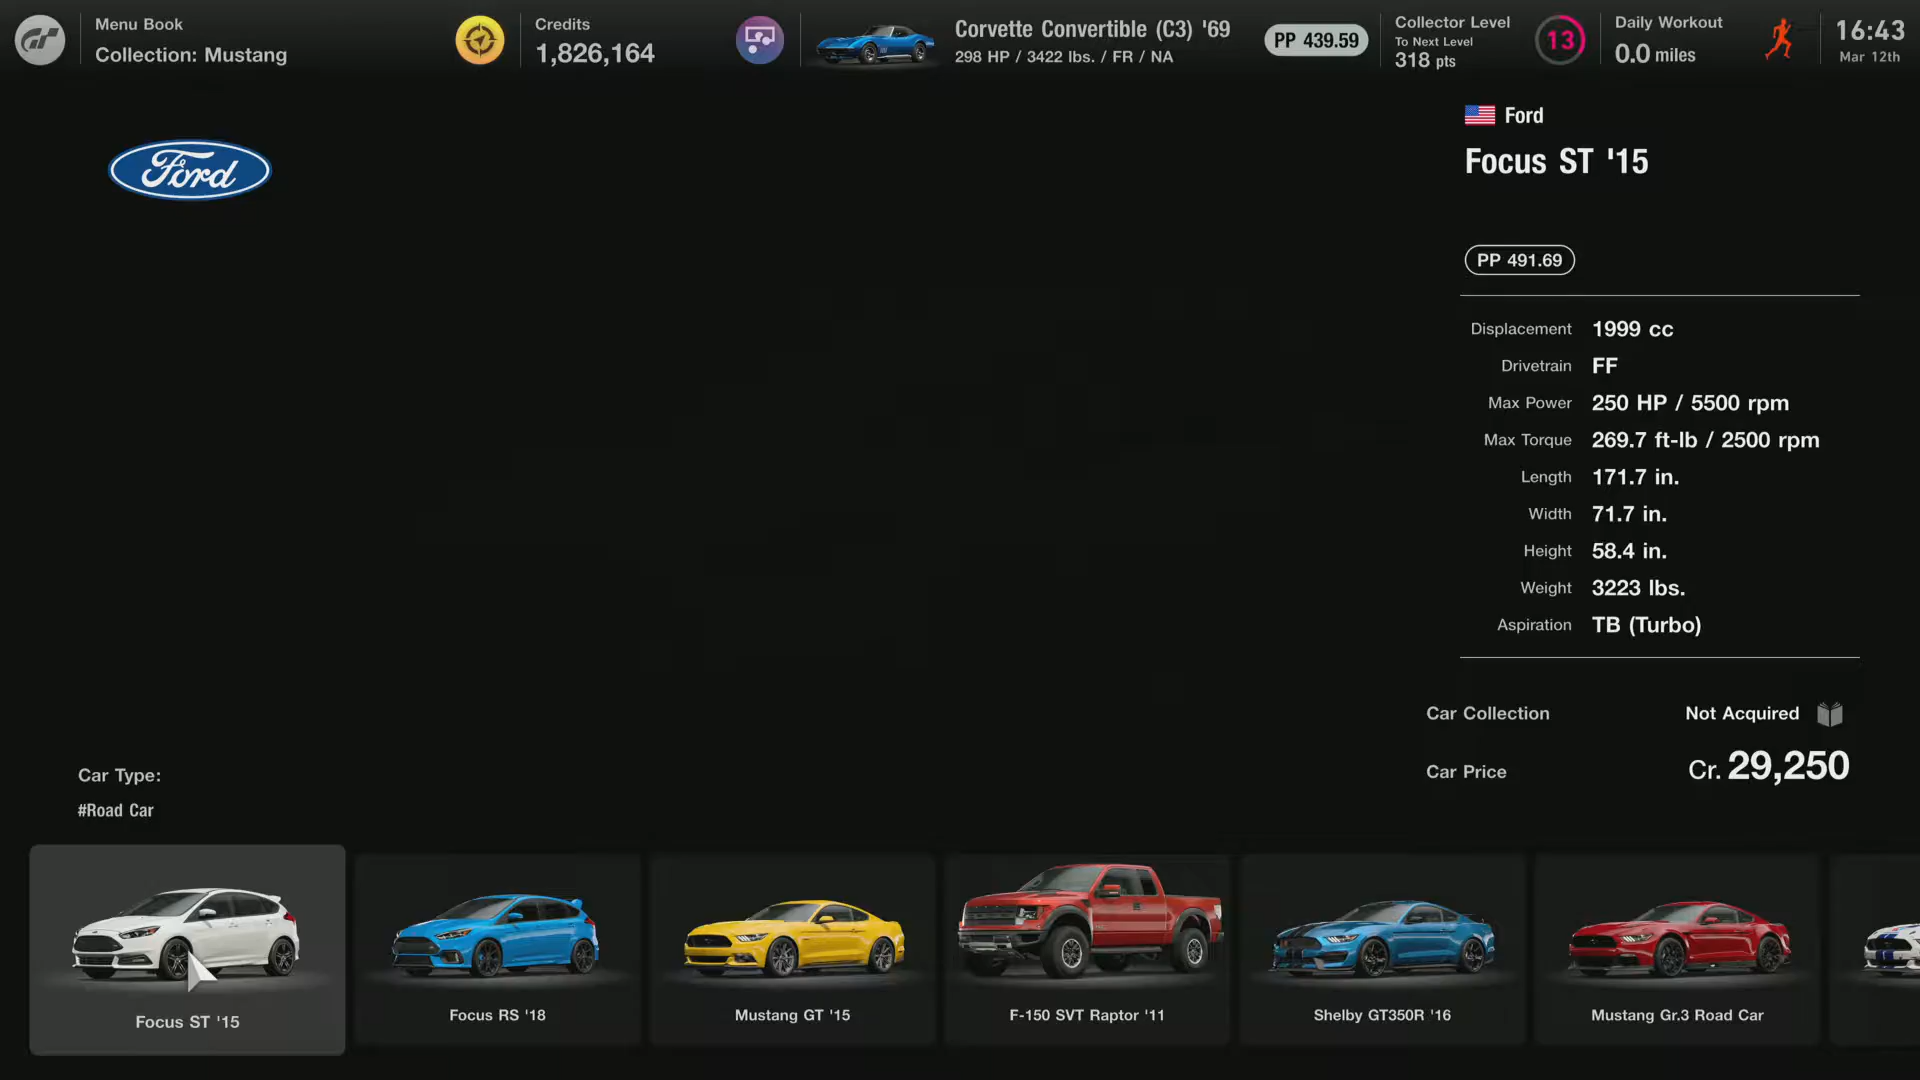 Menu Book
Collection: Mustang
Credits
1,826,164
Corvette Convertible (C3) '69
298 HP / 3422 lbs. / FR / NA
PP 439.59
Collector Level
To Next Level
318 pts
13
Daily Workout
0.0 miles
16:43
Mar 12th
Ford
Ford
Focus ST '15
PP 491.69
Displacement 1999 cc
Drivetrain FF
Max Power 250 HP / 5500 rpm
Max Torque 269.7 ft-lb / 2500 rpm
Length 171.7 in.
Width 71.7 in.
Height 58.4 in.
Weight 3223 lbs.
Aspiration TB (Turbo)
Car Collection Not Acquired
Car Price Cr. 29,250
Car Type:
#Road Car
Focus ST '15
Focus RS '18
Mustang GT '15
F-150 SVT Raptor '11
Shelby GT350R '16
Mustang Gr.3 Road Car